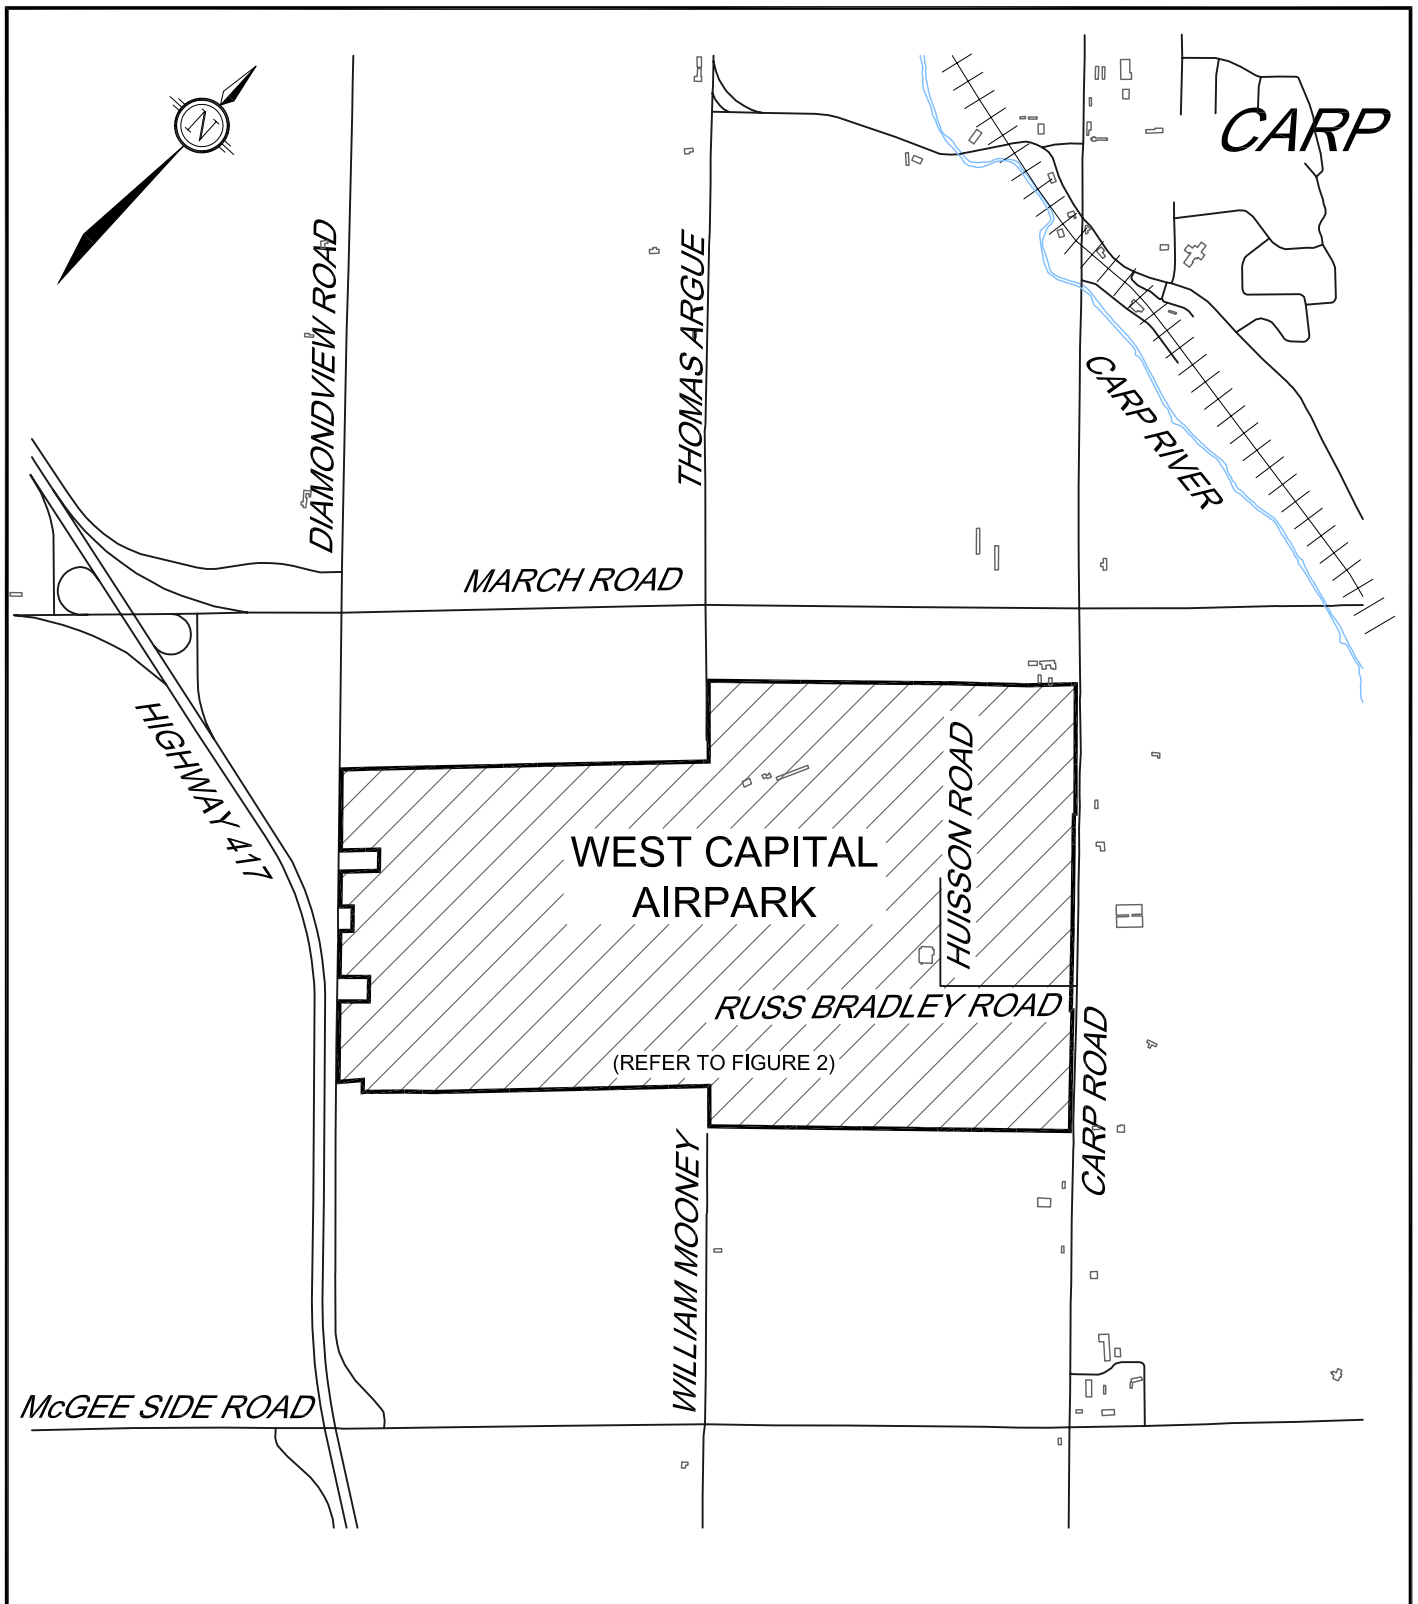 N
CARP
DIAMONDVIEW ROAD
THOMAS ARGUE
CARP RIVER
MARCH ROAD
HIGHWAY 417
HUISSON ROAD
WEST CAPITAL
AIRPARK
RUSS BRADLEY ROAD
(REFER TO FIGURE 2)
CARP ROAD
WILLIAM MOONEY
McGEE SIDE ROAD